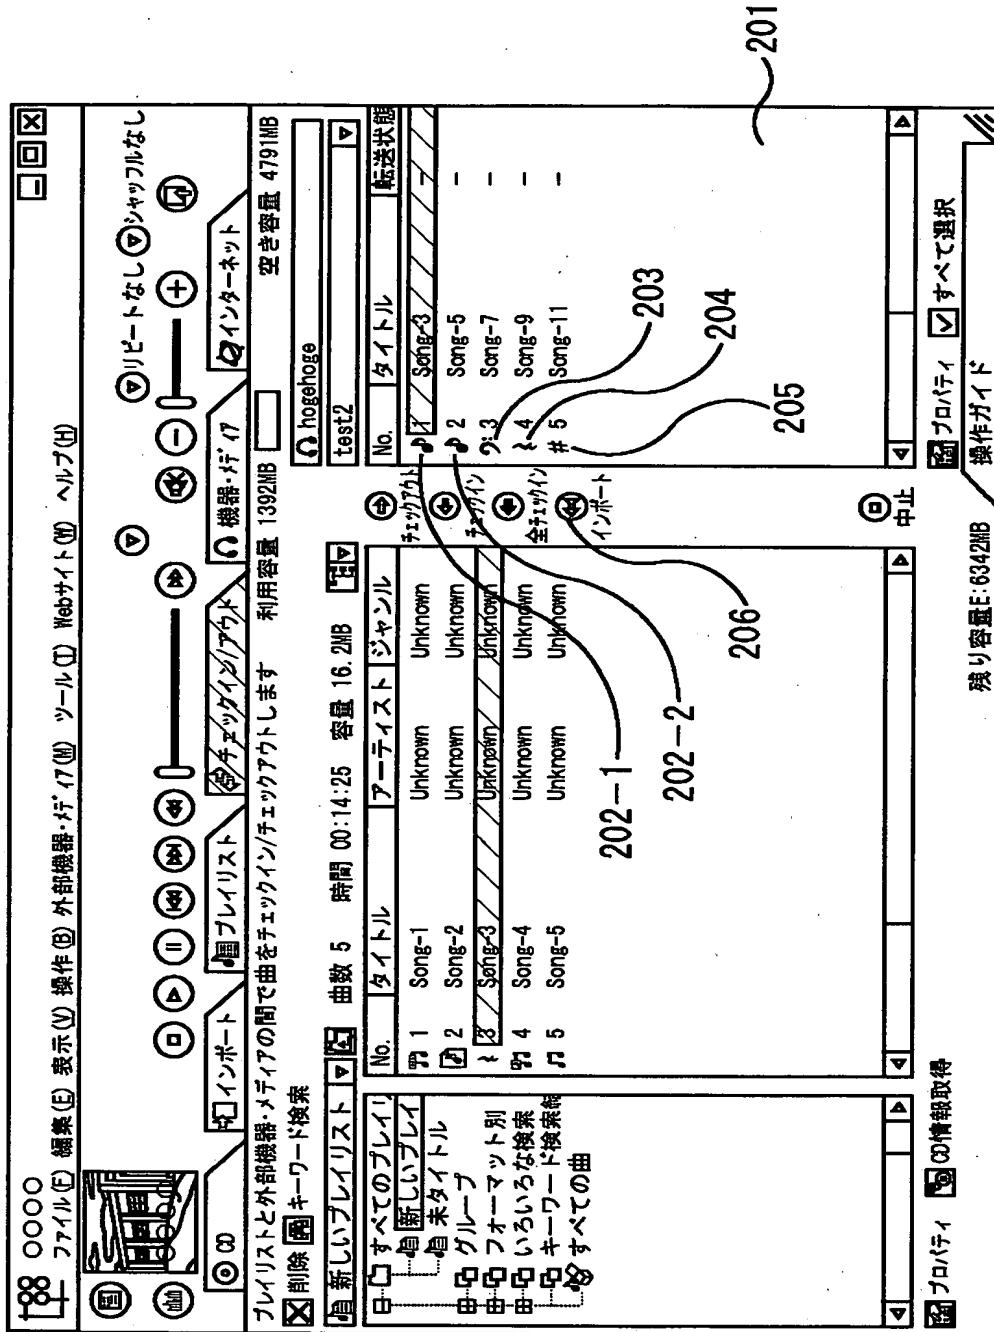 ○○○○
ファイル(F) 編集(E) 表示(V) 操作(B) 外部機器・ﾒﾃﾞｨｱ(M) ツール(T) Webサイト(W) ヘルプ(H)
リピートなし シャッフルなし
CD インポート プレイリスト チェックイン/アウト 機器・ﾒﾃﾞｨｱ インターネット
プレイリストと外部機器・メディアの間で曲をチェックイン/チェックアウトします 利用容量 1392MB 空き容量 4791MB
削除 キーワード検索
hogehoge
新しいプレイリスト 曲数 5 時間 00:14:25 容量 16.2MB
test2
すべてのプレイリ
新しいプレイ
未タイトル
グループ
フォーマット別
いろいろな検索
キーワード検索結
すべての曲
No. タイトル アーティスト ジャンル
1 Song-1 Unknown Unknown
2 Song-2 Unknown Unknown
3 Song-3 Unknown Unknown
4 Song-4 Unknown Unknown
5 Song-5 Unknown Unknown
チェックアウト
チェックイン
全チェックイン
インポート
中止
No. タイトル 転送状態
1 Song-3 −
2 Song-5 −
3 Song-7 −
4 Song-9 −
# 5 Song-11 −
プロパティ CD情報取得
プロパティ すべて選択
残り容量E:6342MB 操作ガイド
201
202−1
202−2
203
204
205
206